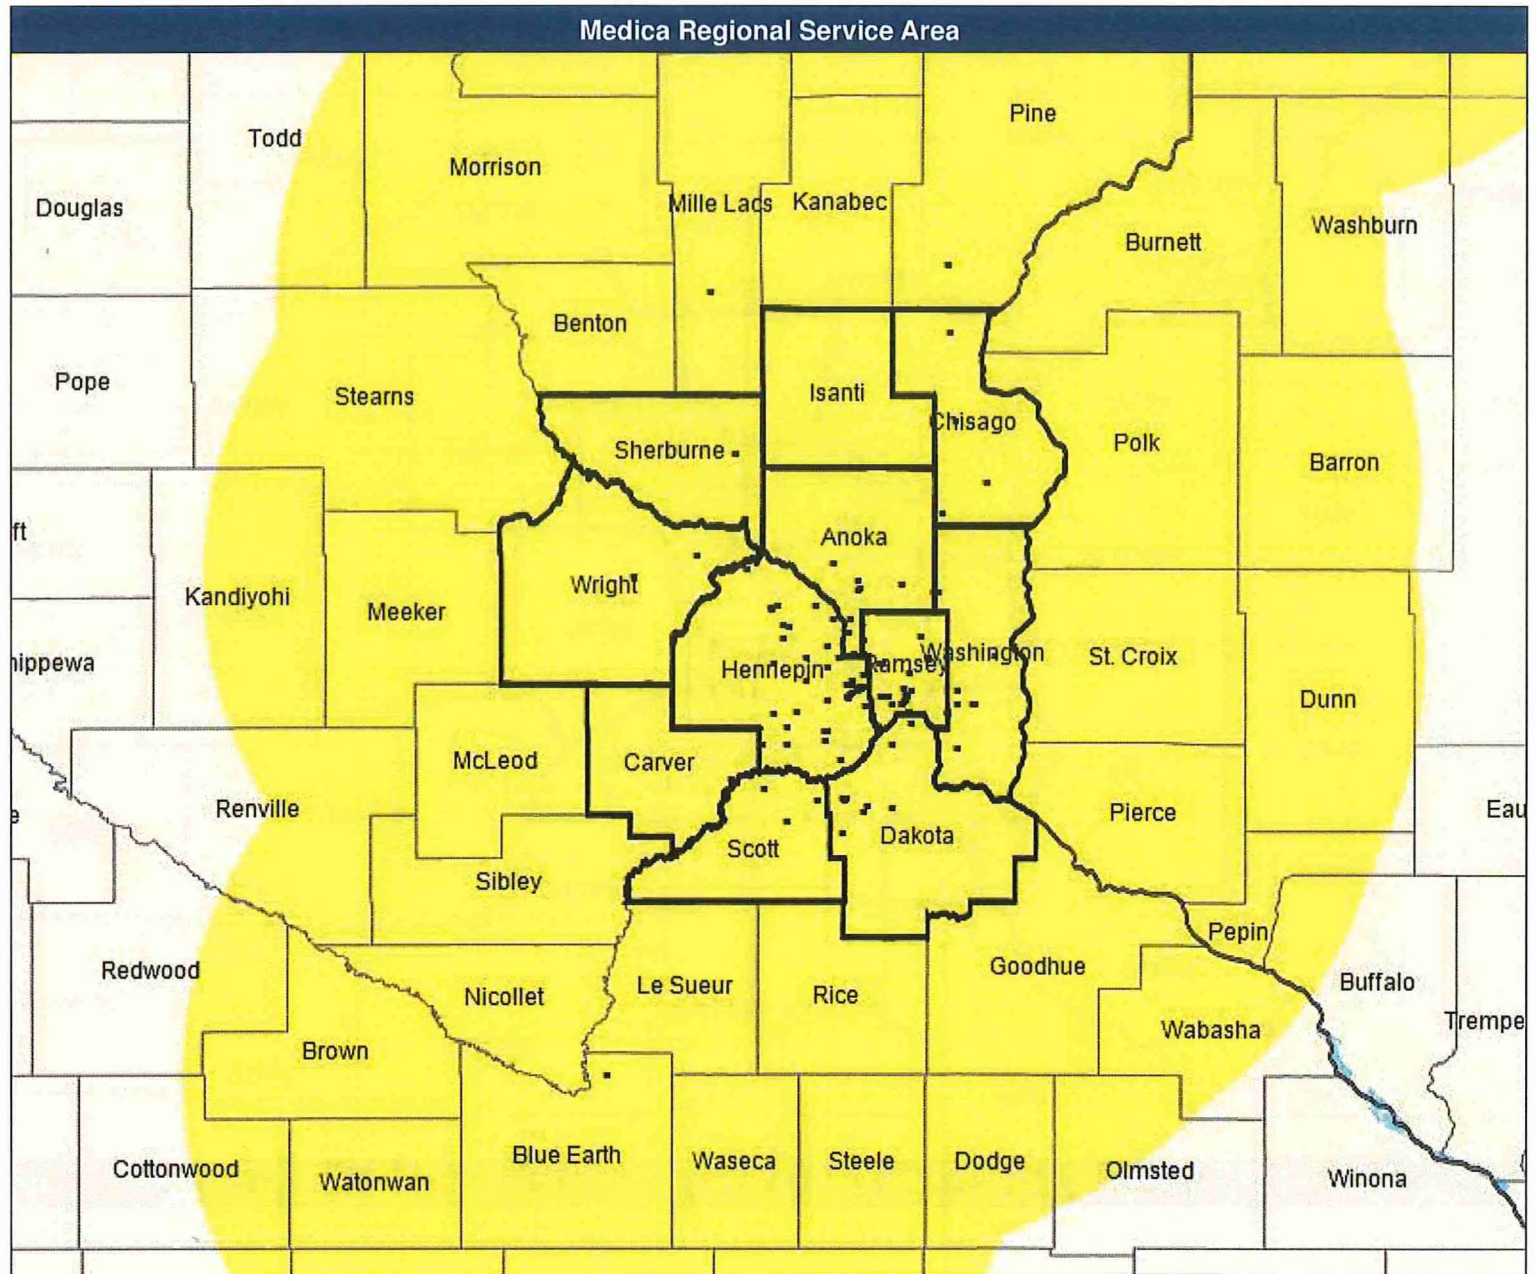 Medica Regional Service Area
Pine
Todd
Morrison
Mille Lacs
Kanabec
Douglas
Washburn
Burnett
Benton
Pope
Stearns
Isanti
Chisago
Sherburne
Polk
Barron
ft
Anoka
Wright
Kandiyohi
Meeker
hippewa
Hennepin
Ramsey
Washington
St. Croix
Dunn
McLeod
Carver
Renville
Pierce
Eau
e
Scott
Dakota
Sibley
Pepin
Redwood
Goodhue
Buffalo
Le Sueur
Rice
Nicollet
Trempe
Wabasha
Brown
Blue Earth
Waseca
Steele
Dodge
Cottonwood
Olmsted
Watonwan
Winona